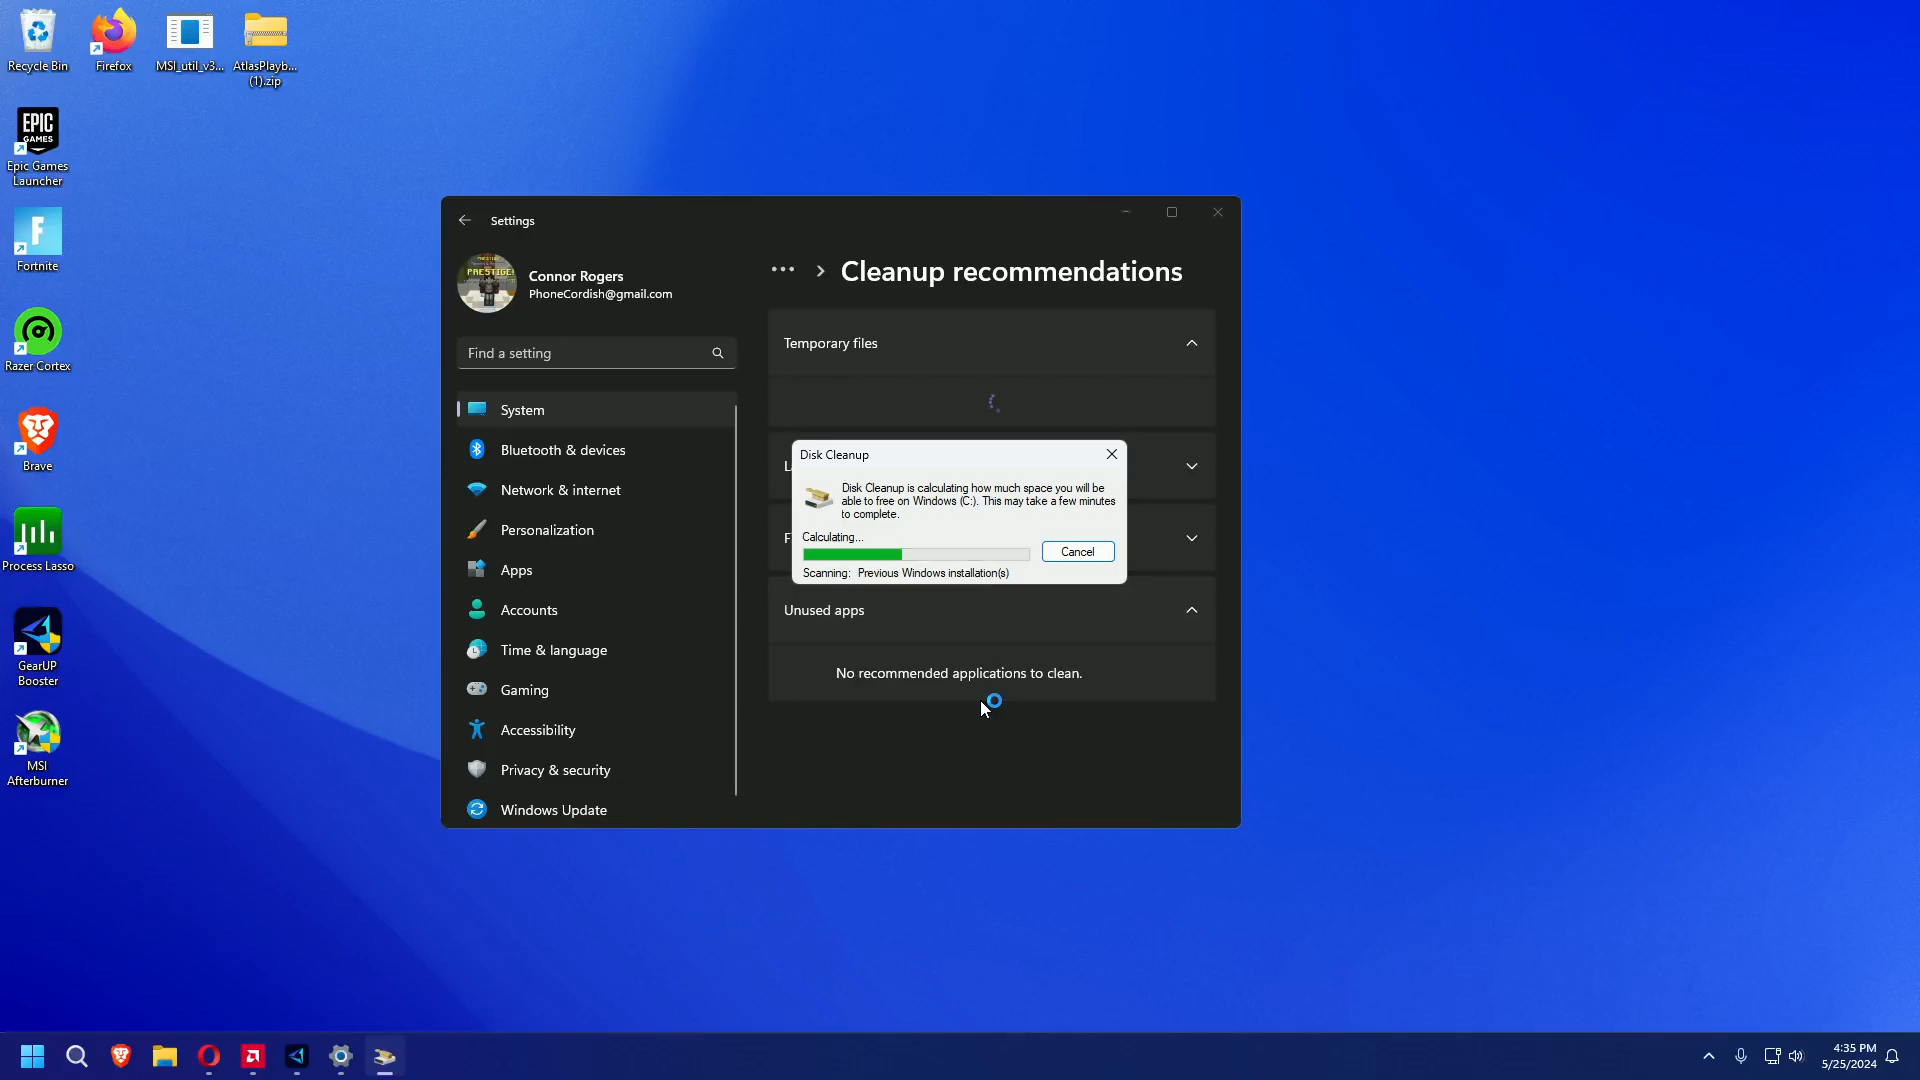 Recycle Bin
Firefox
MSI_util_v3...
AtlasPlayb...
(1).zip
EPIC
GAMES
Epic Games
Launcher
F
Fortnite
Razer Cortex
Brave
Process Lasso
GearUP
Booster
MSI
Afterburner
Settings
PRESTIGE!
Connor Rogers
PhoneCordish@gmail.com
Find a setting
System
Bluetooth & devices
Network & internet
Personalization
Apps
Accounts
Time & language
Gaming
Accessibility
Privacy & security
Windows Update
... > Cleanup recommendations
Temporary files
L
F
Disk Cleanup
Disk Cleanup is calculating how much space you will be
able to free on Windows (C:). This may take a few minutes
to complete.
Calculating...
Cancel
Scanning: Previous Windows installation(s)
Unused apps
No recommended applications to clean.
4:35 PM
5/25/2024